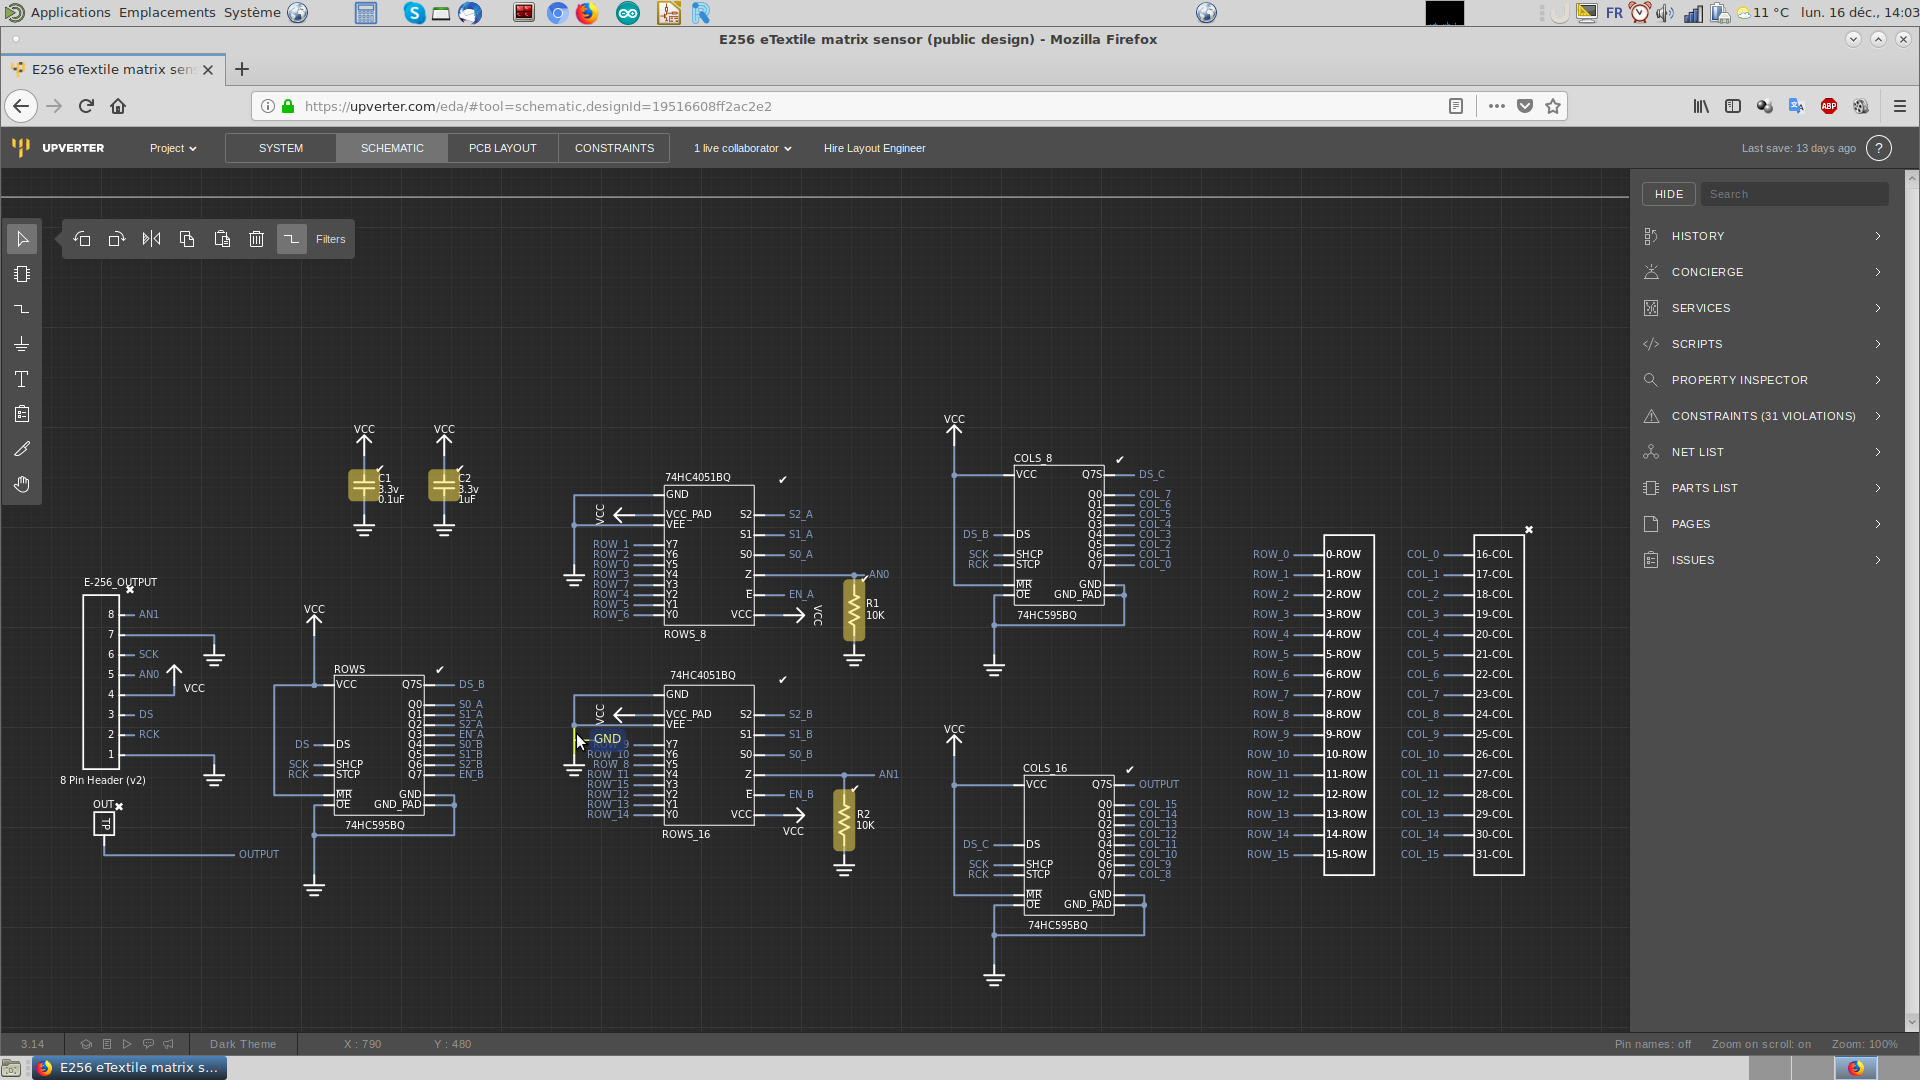 Applications Emplacements Système
FR
11 °C lun. 16 déc., 14:03
E256 eTextile matrix sensor (public design) - Mozilla Firefox
E256 eTextile matrix sen
https://upverter.com/eda/#tool=schematic,designId=19516608ff2ac2e2
ABP
UPVERTER
Project
SYSTEM
SCHEMATIC
PCB LAYOUT
CONSTRAINTS
1 live collaborator
Hire Layout Engineer
Last save: 13 days ago
?
Filters
HIDE
Search
HISTORY
CONCIERGE
SERVICES
SCRIPTS
PROPERTY INSPECTOR
CONSTRAINTS (31 VIOLATIONS)
NET LIST
PARTS LIST
PAGES
ISSUES
VCC
C1
3.3v
0.1uF
VCC
C2
3.3v
1uF
E-256_OUTPUT
8 AN1
7
6 SCK
5 AN0
4 VCC
3 DS
2 RCK
1
8 Pin Header (v2)
OUT
TP
OUTPUT
VCC
ROWS
VCC Q7S DS_B
Q0 S0_A
Q1 S1_A
Q2 S2_A
Q3 EN_A
DS DS Q4 S0_B
Q5 S1_B
SCK SHCP Q6 S2_B
RCK STCP Q7 EN_B
MR GND
OE GND_PAD
74HC595BQ
74HC4051BQ
GND
VCC VCC_PAD S2 S2_A
VEE
S1 S1_A
ROW_1 Y7
ROW_2 Y6 S0 S0_A
ROW_0 Y5
ROW_3 Y4 Z AN0
ROW_7 Y3
ROW_4 Y2 E EN_A
ROW_5 Y1
ROW_6 Y0 VCC VCC
ROWS_8
R1
10K
74HC4051BQ
GND
VCC VCC_PAD S2 S2_B
VEE
S1 S1_B
GND
ROW_9 Y7
ROW_10 Y6 S0 S0_B
ROW_8 Y5
ROW_11 Y4 Z AN1
ROW_15 Y3
ROW_12 Y2 E EN_B
ROW_13 Y1
ROW_14 Y0 VCC
VCC
ROWS_16
R2
10K
VCC
COLS_8
VCC Q7S DS_C
Q0 COL_7
Q1 COL_6
Q2 COL_5
Q3 COL_4
DS_B DS Q4 COL_3
Q5 COL_2
SCK SHCP Q6 COL_1
RCK STCP Q7 COL_0
MR GND
OE GND_PAD
74HC595BQ
VCC
COLS_16
VCC Q7S OUTPUT
Q0 COL_15
Q1 COL_14
Q2 COL_13
Q3 COL_12
DS_C DS Q4 COL_11
Q5 COL_10
SCK SHCP Q6 COL_9
RCK STCP Q7 COL_8
MR GND
OE GND_PAD
74HC595BQ
ROW_0 0-ROW
ROW_1 1-ROW
ROW_2 2-ROW
ROW_3 3-ROW
ROW_4 4-ROW
ROW_5 5-ROW
ROW_6 6-ROW
ROW_7 7-ROW
ROW_8 8-ROW
ROW_9 9-ROW
ROW_10 10-ROW
ROW_11 11-ROW
ROW_12 12-ROW
ROW_13 13-ROW
ROW_14 14-ROW
ROW_15 15-ROW
COL_0 16-COL
COL_1 17-COL
COL_2 18-COL
COL_3 19-COL
COL_4 20-COL
COL_5 21-COL
COL_6 22-COL
COL_7 23-COL
COL_8 24-COL
COL_9 25-COL
COL_10 26-COL
COL_11 27-COL
COL_12 28-COL
COL_13 29-COL
COL_14 30-COL
COL_15 31-COL
3.14
Dark Theme
X : 790
Y : 480
Pin names: off
Zoom on scroll: on
Zoom: 100%
E256 eTextile matrix s...